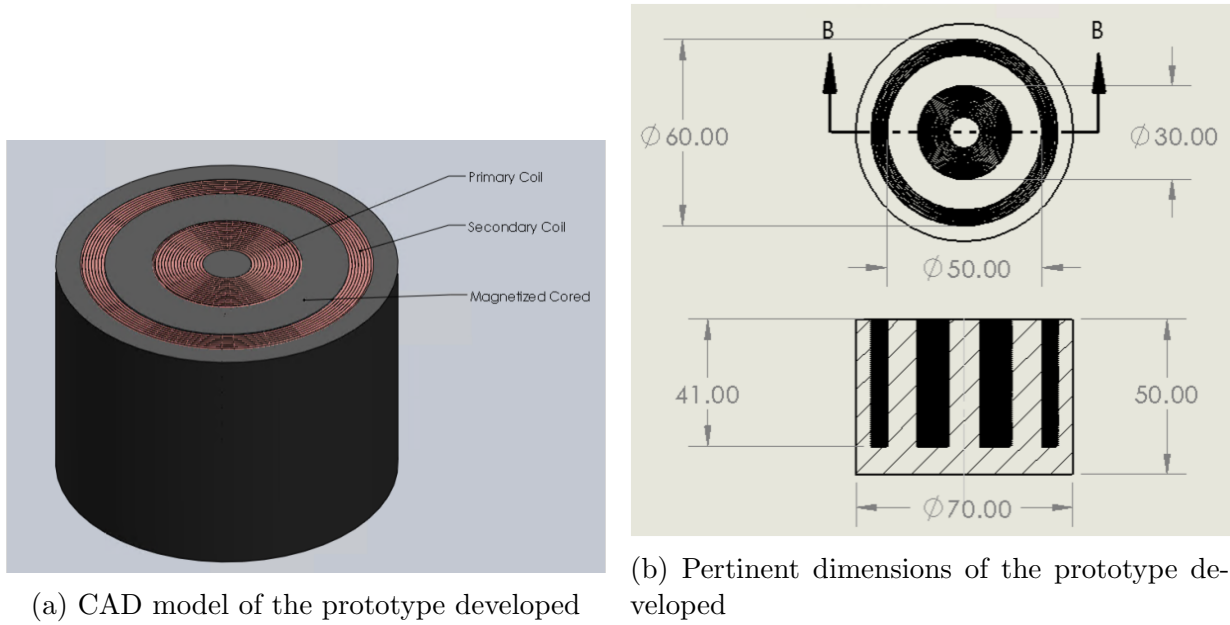 Primary Coil
Secondary Coil
Magnetized Cored
(a) CAD model of the prototype developed
B B
∅ 60.00
∅ 30.00
∅ 50.00
41.00
50.00
∅ 70.00
(b) Pertinent dimensions of the prototype de-
veloped